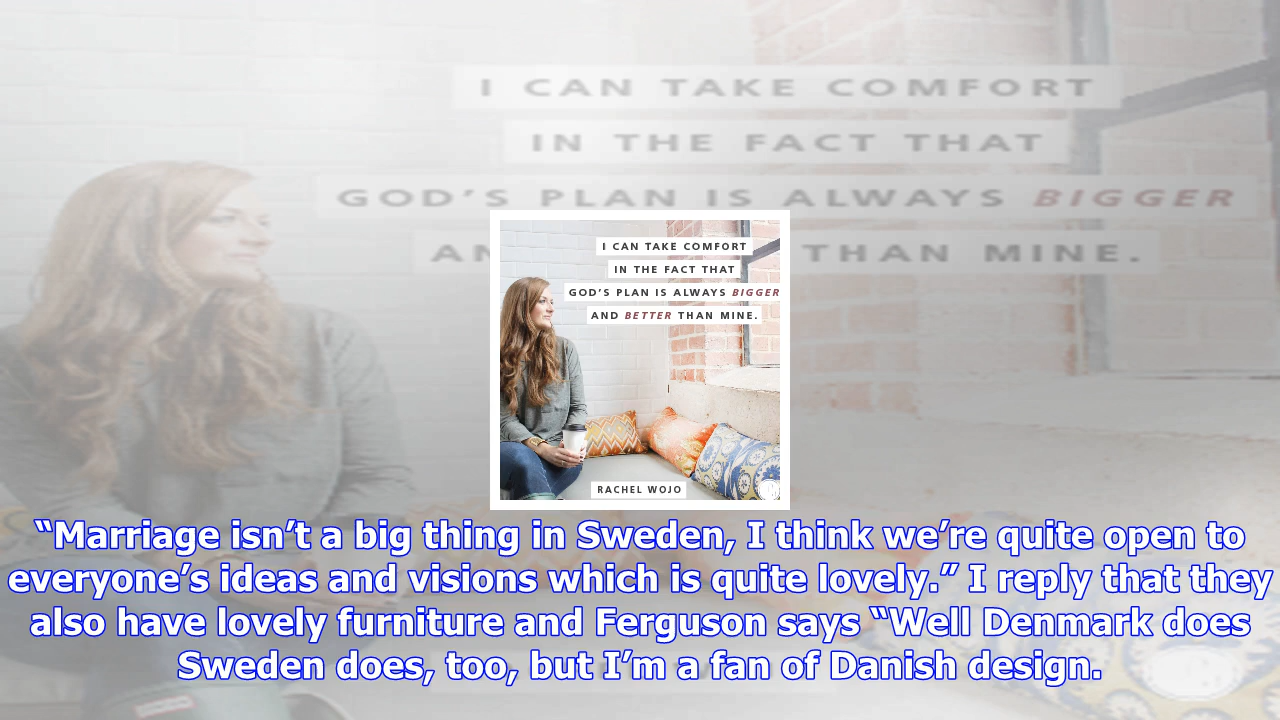 I CAN TAKE COMFORT
IN THE FACT THAT
GOD'S PLAN IS ALWAYS BIGGER
AN THAN MINE.
I CAN TAKE COMFORT
IN THE FACT THAT
GOD'S PLAN IS ALWAYS BIGGER
AND BETTER THAN MINE.
RACHEL WOJO
“Marriage isn’t a big thing in Sweden, I think we’re quite open to
everyone’s ideas and visions which is quite lovely.” I reply that they
also have lovely furniture and Ferguson says “Well Denmark does
Sweden does, too, but I’m a fan of Danish design.